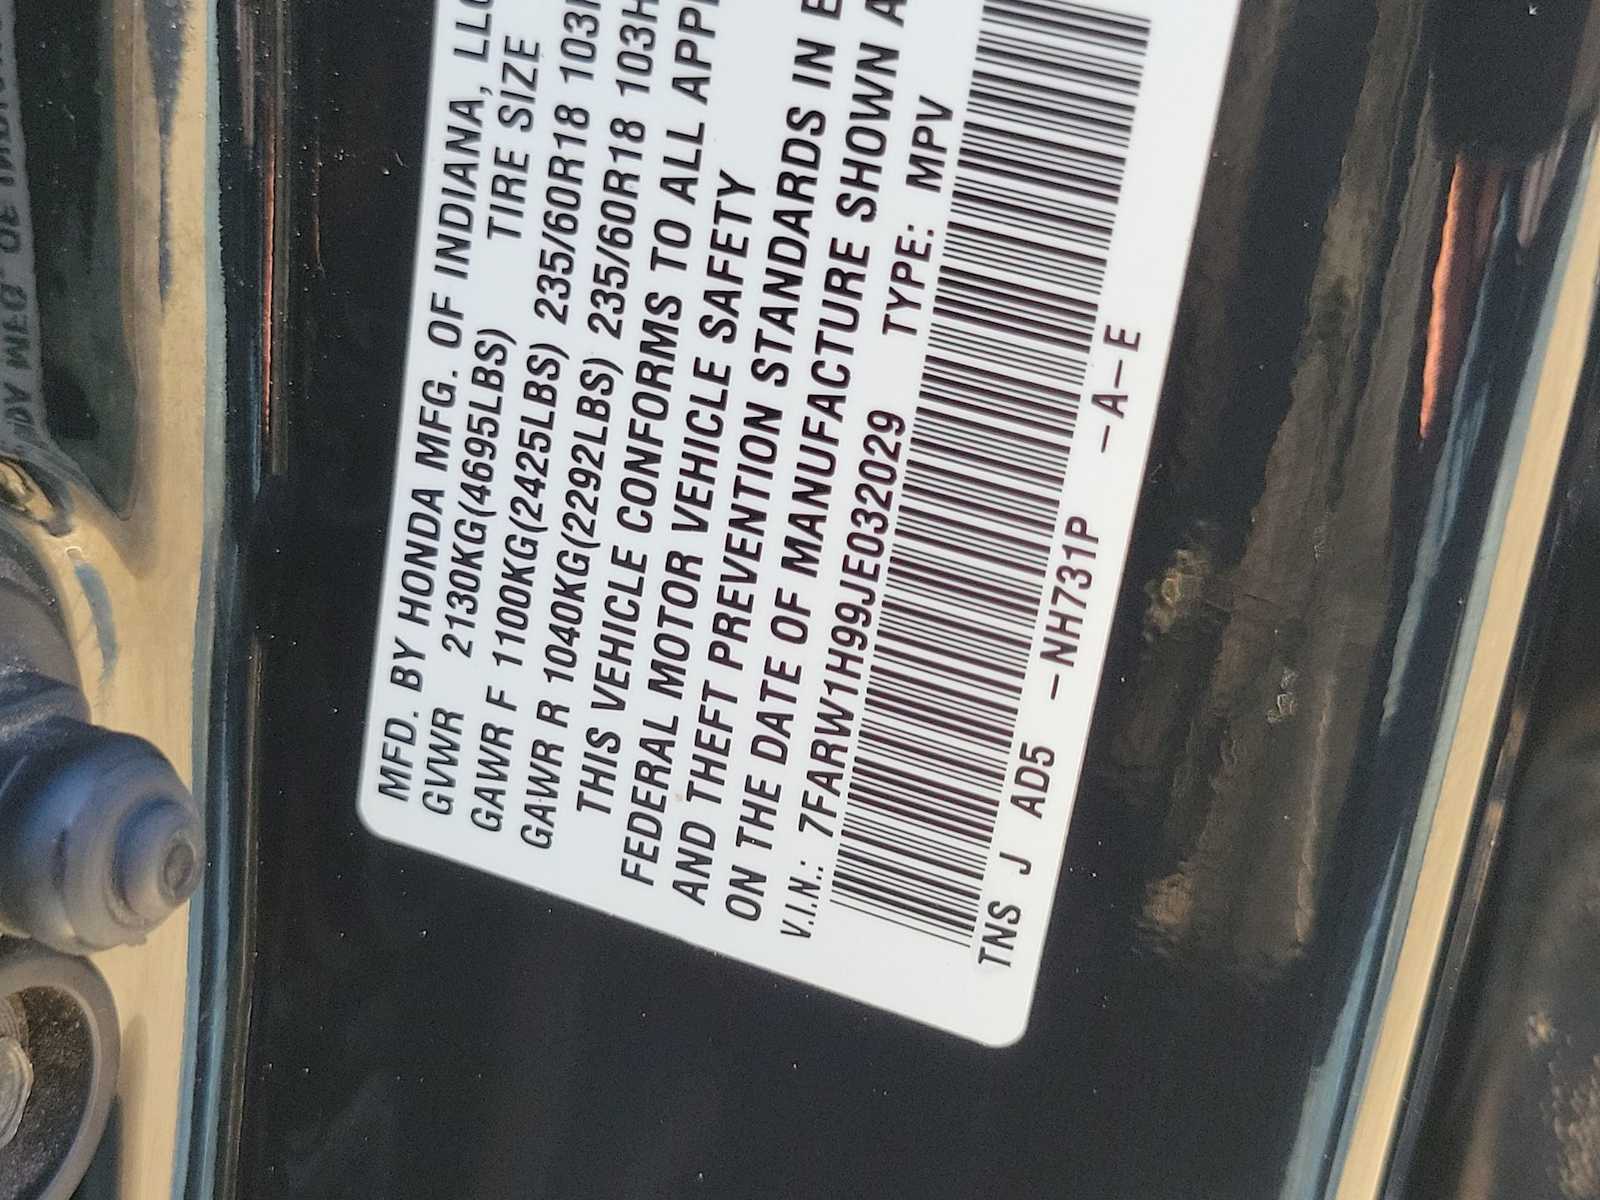 MFD. BY HONDA MFG. OF INDIANA, LLC
GVWR 2130KG(4695LBS) TIRE SIZE
GAWR F 1100KG(2425LBS) 235/60R18 103H
GAWR R 1040KG(2292LBS) 235/60R18 103H
THIS VEHICLE CONFORMS TO ALL APPL
FEDERAL MOTOR VEHICLE SAFETY
AND THEFT PREVENTION STANDARDS IN E
ON THE DATE OF MANUFACTURE SHOWN A
V.I.N.: 7FARW1H99JE032029 TYPE: MPV
TNS J AD5 -NH731P -A-E